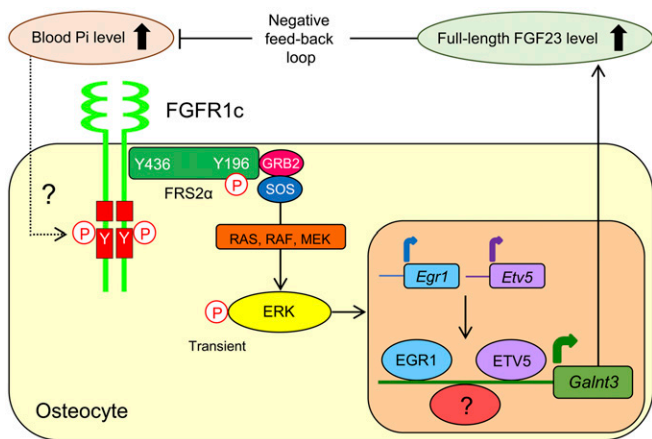 Blood Pi level
Negative
feed-back
loop
Full-length FGF23 level
FGFR1c
?
Y436
Y196
GRB2
P
FRS2α
SOS
P
Y
Y
P
RAS, RAF, MEK
Egr1
Etv5
P
ERK
Transient
EGR1
ETV5
Galnt3
?
Osteocyte